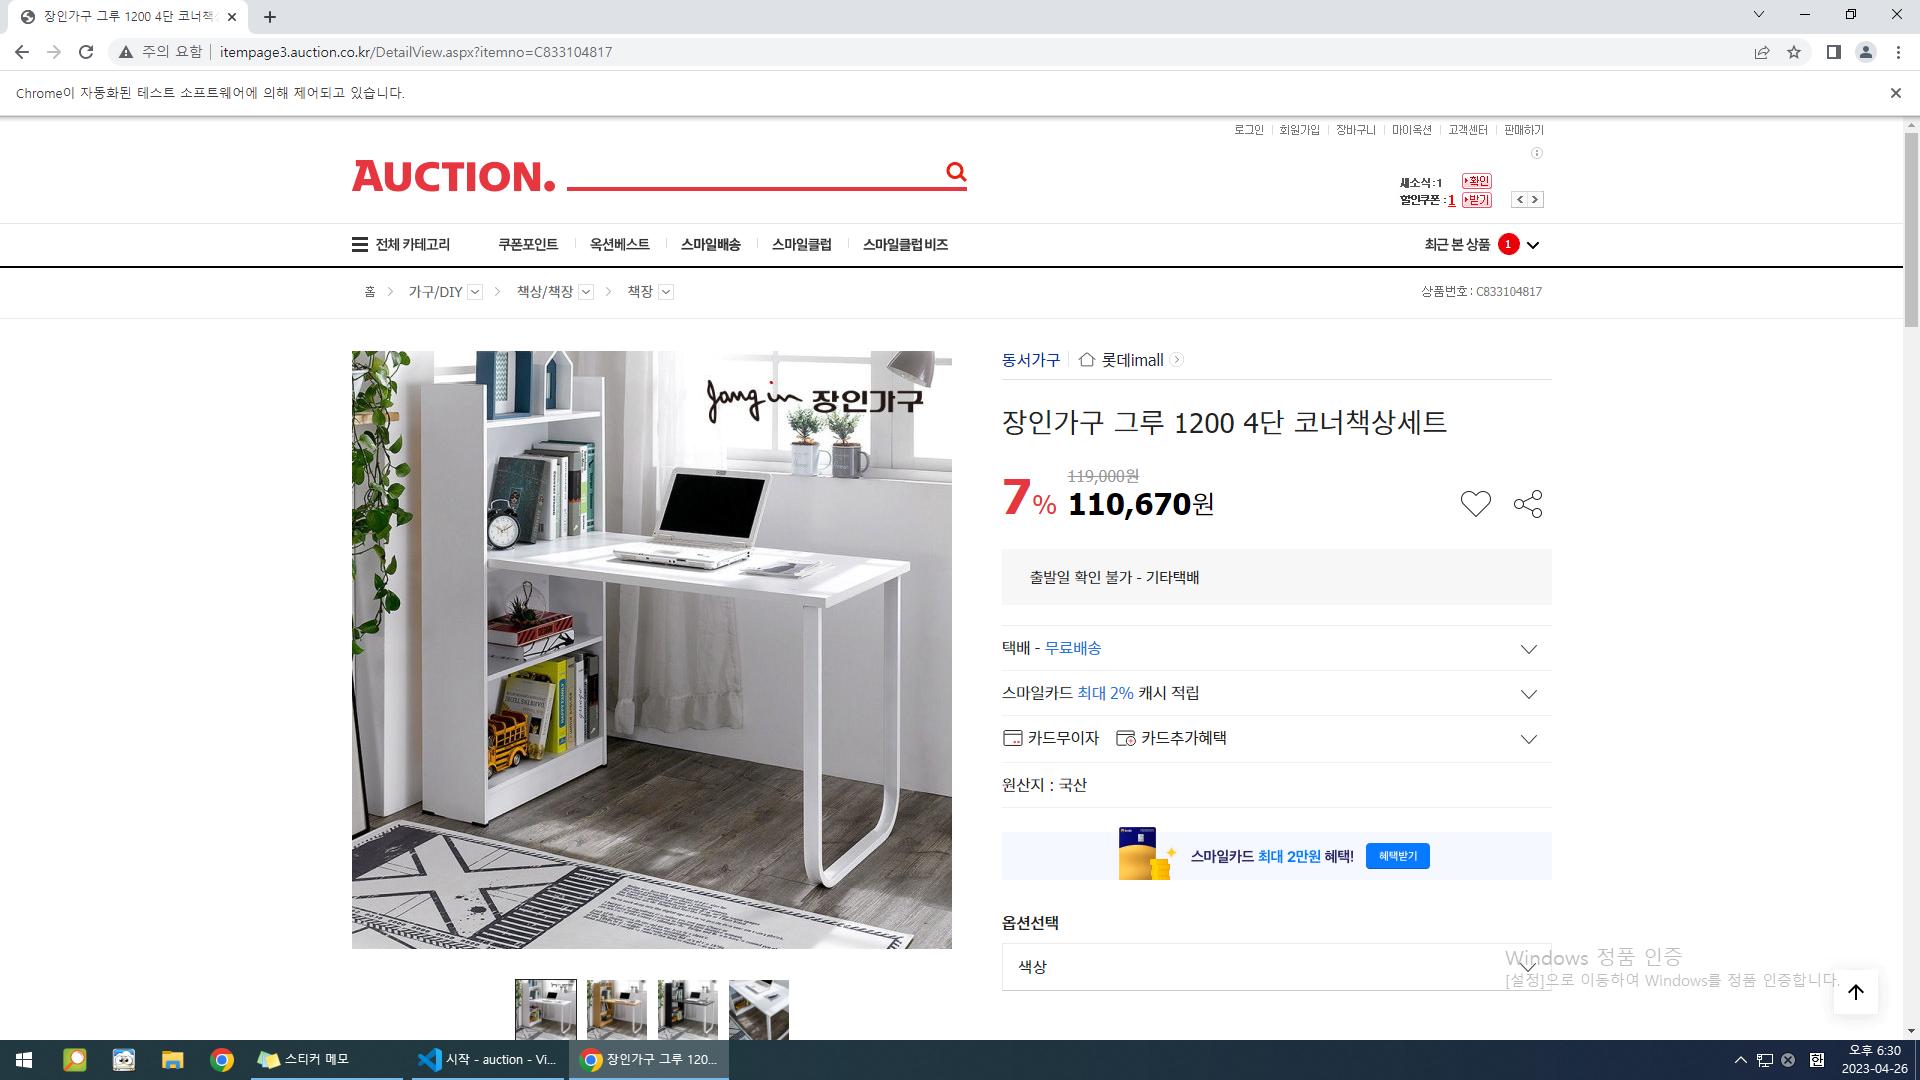 장인가구 그루 1200 4단 코너책상
주의 요함 itempage3.auction.co.kr/DetailView.aspx?itemno=C833104817
Chrome이 자동화된 테스트 소프트웨어에 의해 제어되고 있습니다.
로그인 회원가입 장바구니 마이옥션 고객센터 판매하기
AUCTION.
새소식:1 확인
할인쿠폰 :1 받기
전체 카테고리 쿠폰포인트 옥션베스트 스마일배송 스마일클럽 스마일클럽 비즈 최근 본 상품 1
홈 가구/DIY 책상/책장 책장 상품번호 : C833104817
Jang in 장인가구
동서가구 롯데imall
장인가구 그루 1200 4단 코너책상세트
119,000원
7% 110,670원
출발일 확인 불가 - 기타택배
택배 - 무료배송
스마일카드 최대 2% 캐시 적립
카드무이자 카드추가혜택
원산지 : 국산
스마일카드 최대 2만원 혜택! 혜택받기
옵션선택
색상
Windows 정품 인증
[설정]으로 이동하여 Windows를 정품 인증합니다.
스티커 메모 시작 - auction - Vi... 장인가구 그루 120... 한 오후 6:30
2023-04-26